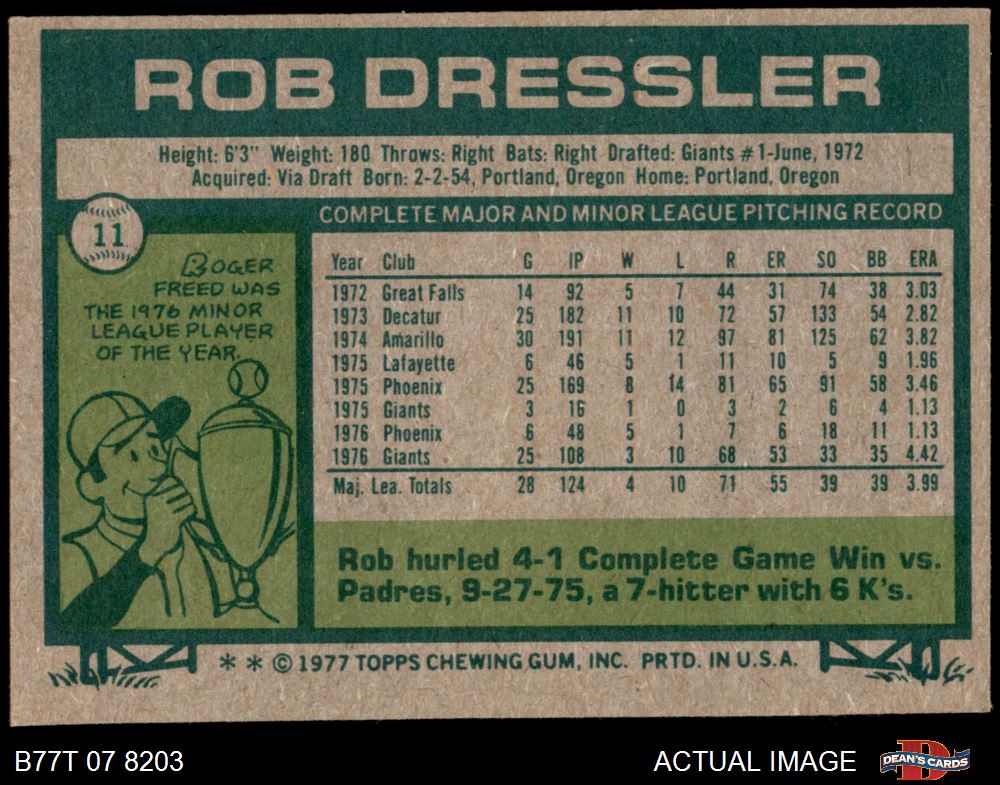 ROB DRESSLER
Height: 6'3" Weight: 180 Throws: Right Bats: Right Drafted: Giants #1-June, 1972
Acquired: Via Draft Born: 2-2-54, Portland, Oregon Home: Portland, Oregon
11
ROGER
FREED WAS
THE 1976 MINOR
LEAGUE PLAYER
OF THE YEAR.
COMPLETE MAJOR AND MINOR LEAGUE PITCHING RECORD
Year Club G IP W L R ER SO BB ERA
1972 Great Falls 14 92 5 7 44 31 74 38 3.03
1973 Decatur 25 182 11 10 72 57 133 54 2.82
1974 Amarillo 30 191 11 12 97 81 125 62 3.82
1975 Lafayette 6 46 5 1 11 10 5 9 1.96
1975 Phoenix 25 169 8 14 81 65 91 58 3.46
1975 Giants 3 16 1 0 3 2 6 4 1.13
1976 Phoenix 6 48 5 1 7 6 18 11 1.13
1976 Giants 25 108 3 10 68 53 33 35 4.42
Maj. Lea. Totals 28 124 4 10 71 55 39 39 3.99
Rob hurled 4-1 Complete Game Win vs.
Padres, 9-27-75, a 7-hitter with 6 K's.
* * © 1977 TOPPS CHEWING GUM, INC. PRTD. IN U.S.A.
B77T 07 8203
ACTUAL IMAGE
D
DEAN'S CARDS